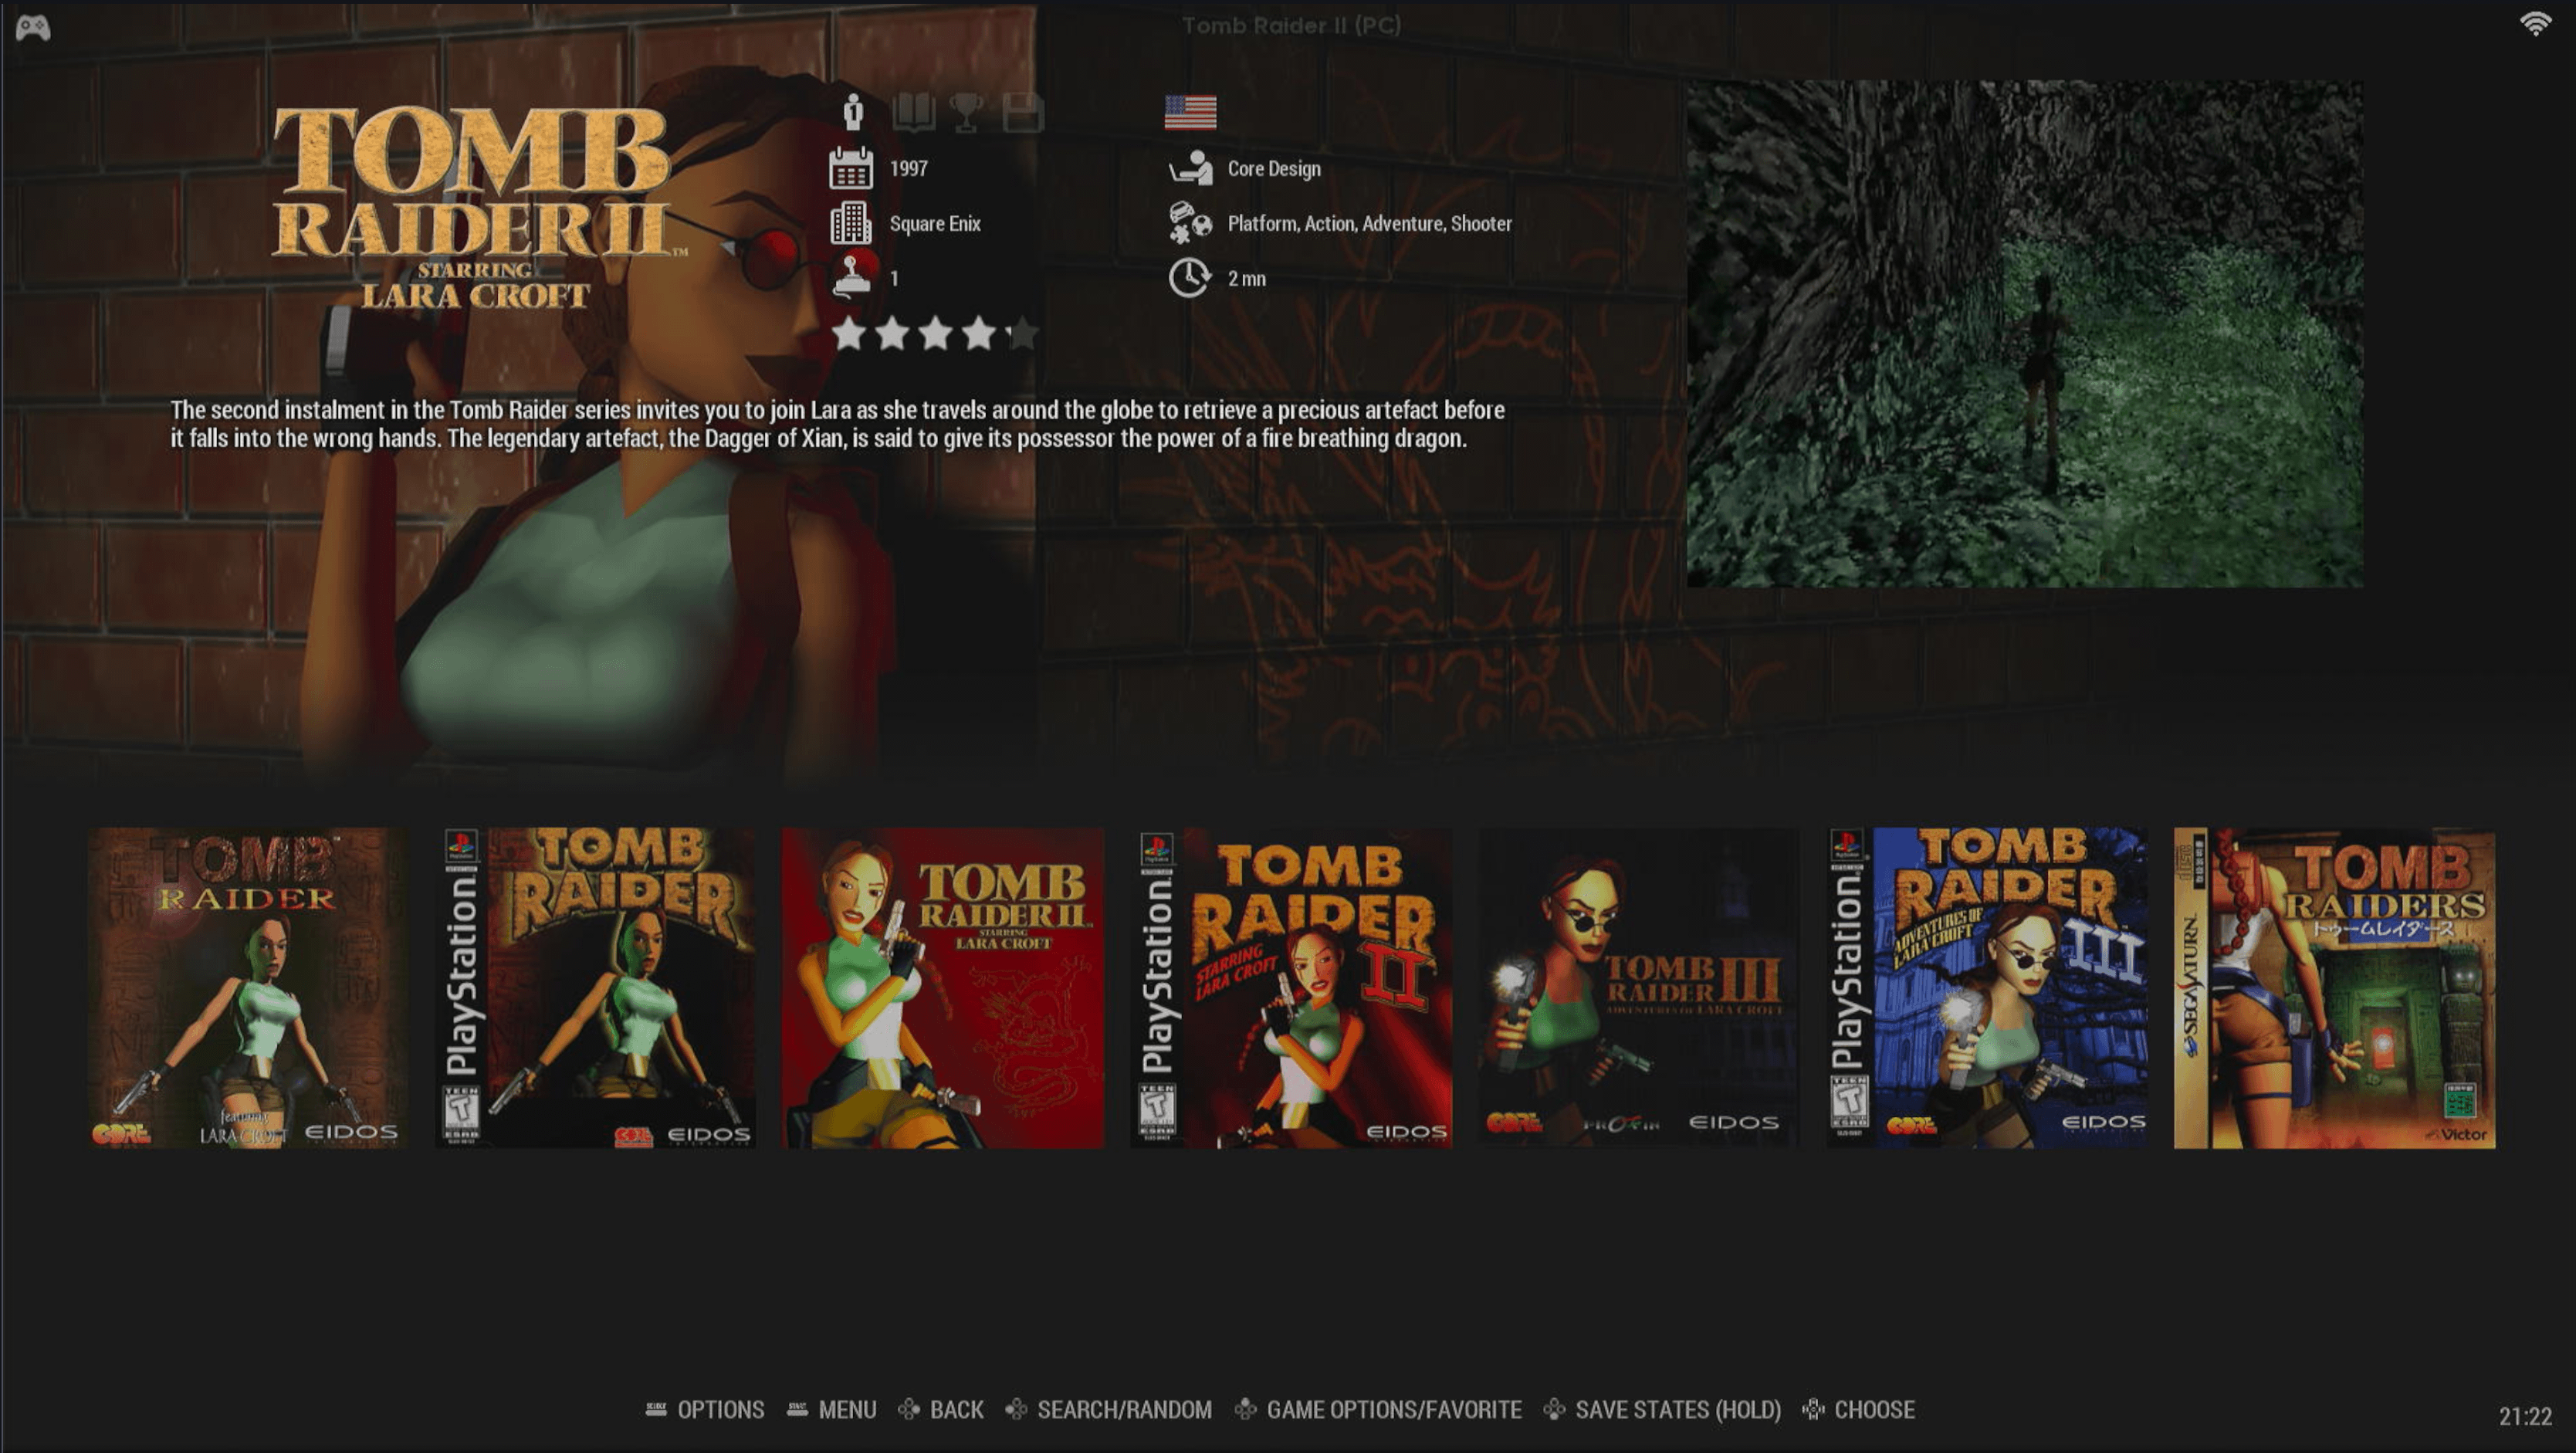 Tomb Raider II (PC)
TOMB
RAIDER II™
STARRING
LARA CROFT
1
1997
Core Design
Square Enix
Platform, Action, Adventure, Shooter
1
2 mn
The second instalment in the Tomb Raider series invites you to join Lara as she travels around the globe to retrieve a precious artefact before
it falls into the wrong hands. The legendary artefact, the Dagger of Xian, is said to give its possessor the power of a fire breathing dragon.
TOMB
RAIDER
featuring
LARA CROFT
CORE
EIDOS
PlayStation
TOMB
RAIDER
TEEN
T
ESRB
CORE
EIDOS
TOMB
RAIDER II
STARRING
LARA CROFT
PlayStation
TOMB
RAIDER
II
STARRING
LARA CROFT
TEEN
T
ESRB
EIDOS
TOMB
RAIDER III
ADVENTURES OF LARA CROFT
CORE
EIDOS
PlayStation
TOMB
RAIDER
III
ADVENTURES OF
LARA CROFT
TEEN
T
ESRB
CORE
EIDOS
SEGA SATURN
TOMB
RAIDERS
トゥームレイダース
Victor
SELECT OPTIONS START MENU BACK SEARCH/RANDOM GAME OPTIONS/FAVORITE SAVE STATES (HOLD) CHOOSE
21:22